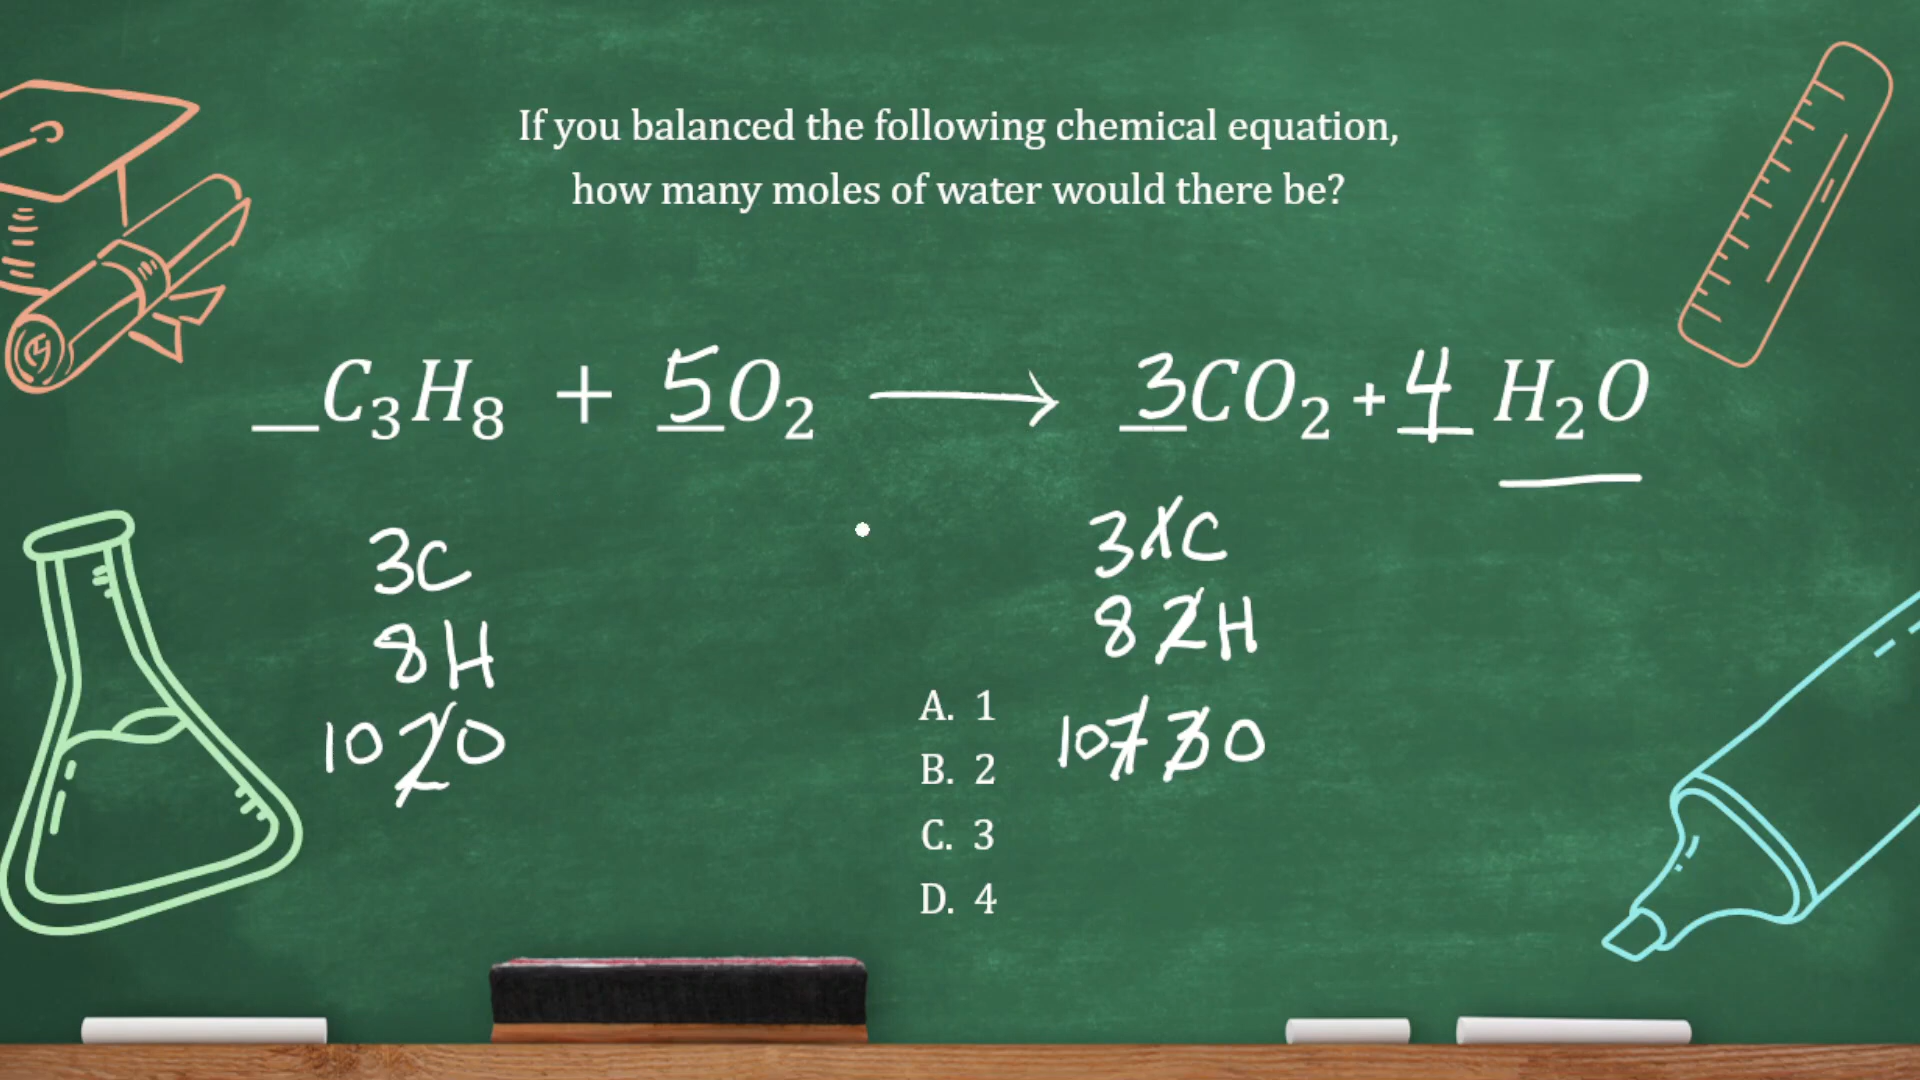 If you balanced the following chemical equation,
how many moles of water would there be?
_C₃H₈ + 5O₂ ⟶ 3CO₂ + 4 H₂O
3C
8H
10 2 O
3 1 C
8 2 H
10 7 3 O
A. 1
B. 2
C. 3
D. 4